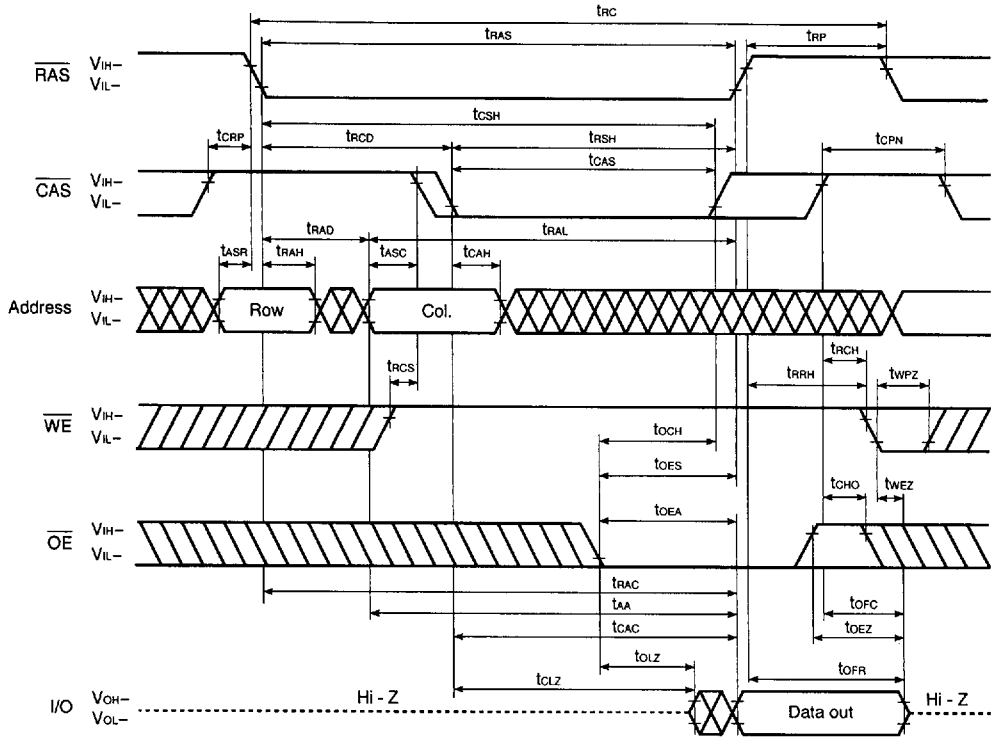 tRC
tRAS
tRP
RAS
VIH–
VIL–
tCSH
tCRP
tRCD
tRSH
tCPN
tCAS
CAS
VIH–
VIL–
tRAD
tRAL
tASR
tRAH
tASC
tCAH
Address
VIH–
VIL–
Row
Col.
tRCS
tRCH
tRRH
tWPZ
WE
VIH–
VIL–
tOCH
tOES
tCHO
tWEZ
OE
VIH–
VIL–
tOEA
tRAC
tAA
tOFC
tCAC
tOEZ
tOLZ
tCLZ
tOFR
I/O
VOH–
VOL–
Hi - Z
Data out
Hi - Z